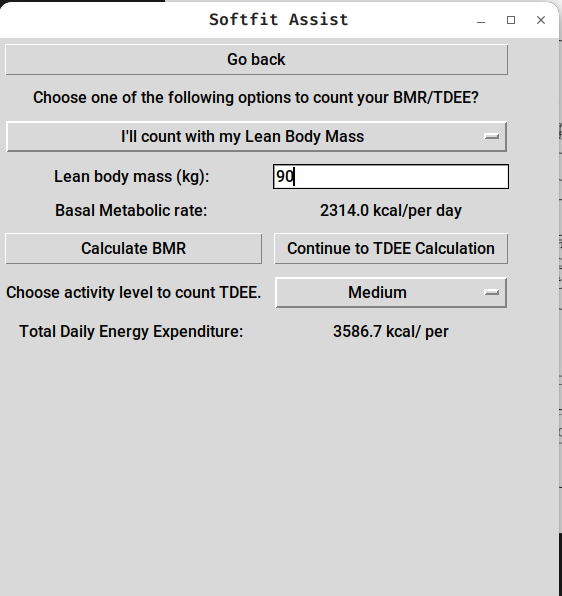 Softfit Assist
Go back
Choose one of the following options to count your BMR/TDEE?
I'll count with my Lean Body Mass
Lean body mass (kg): 90
Basal Metabolic rate: 2314.0 kcal/per day
Calculate BMR Continue to TDEE Calculation
Choose activity level to count TDEE. Medium
Total Daily Energy Expenditure: 3586.7 kcal/ per